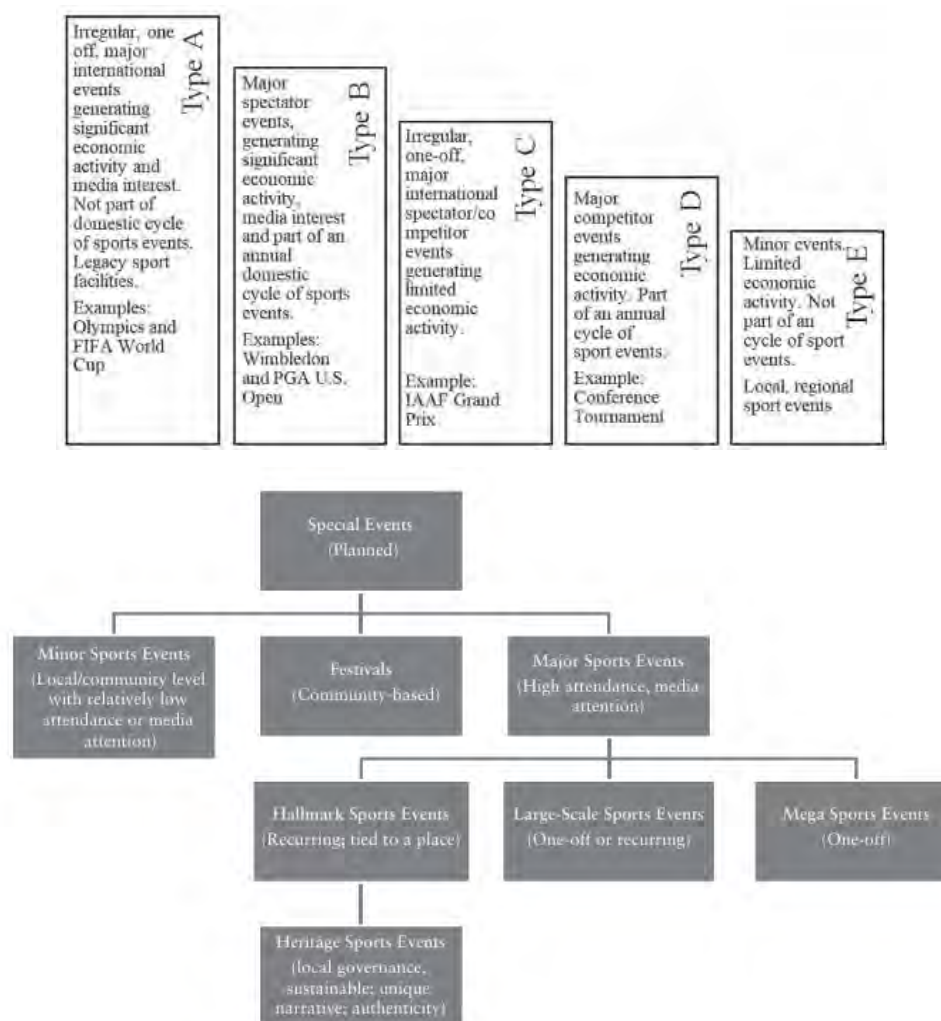 Irregular, one
off, major
international
events
generating
significant
economic
activity and
media interest.
Not part of
domestic cycle
of sports events.
Legacy sport
facilities.
Examples:
Olympics and
FIFA World
Cup
Type A
Major
spectator
events,
generating
significant
economic
activity,
media interest
and part of an
annual
domestic
cycle of sports
events.
Examples:
Wimbledon
and PGA U.S.
Open
Type B
Irregular,
one-off,
major
international
spectator/co
mpetitor
events
generating
limited
economic
activity.
Example:
IAAF Grand
Prix
Type C
Major
competitor
events
generating
economic
activity. Part
of an annual
cycle of
sport events.
Example:
Conference
Tournament
Type D
Minor events.
Limited
economic
activity. Not
part of an
cycle of sport
events.
Local, regional
sport events
Type E
Special Events
(Planned)
Minor Sports Events
(Local/community level
with relatively low
attendance or media
attention)
Festivals
(Community-based)
Major Sports Events
(High attendance, media
attention)
Hallmark Sports Events
(Recurring; tied to a place)
Large-Scale Sports Events
(One-off or recurring)
Mega Sports Events
(One-off)
Heritage Sports Events
(local governance,
sustainable; unique
narrative; authenticity)